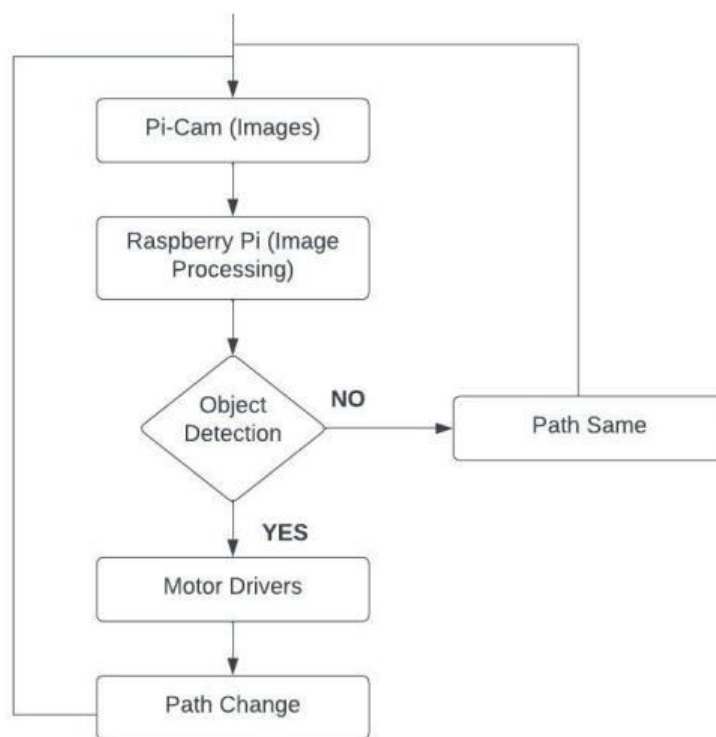 Pi-Cam (Images)
Raspberry Pi (Image
Processing)
Object
Detection
NO
Path Same
YES
Motor Drivers
Path Change